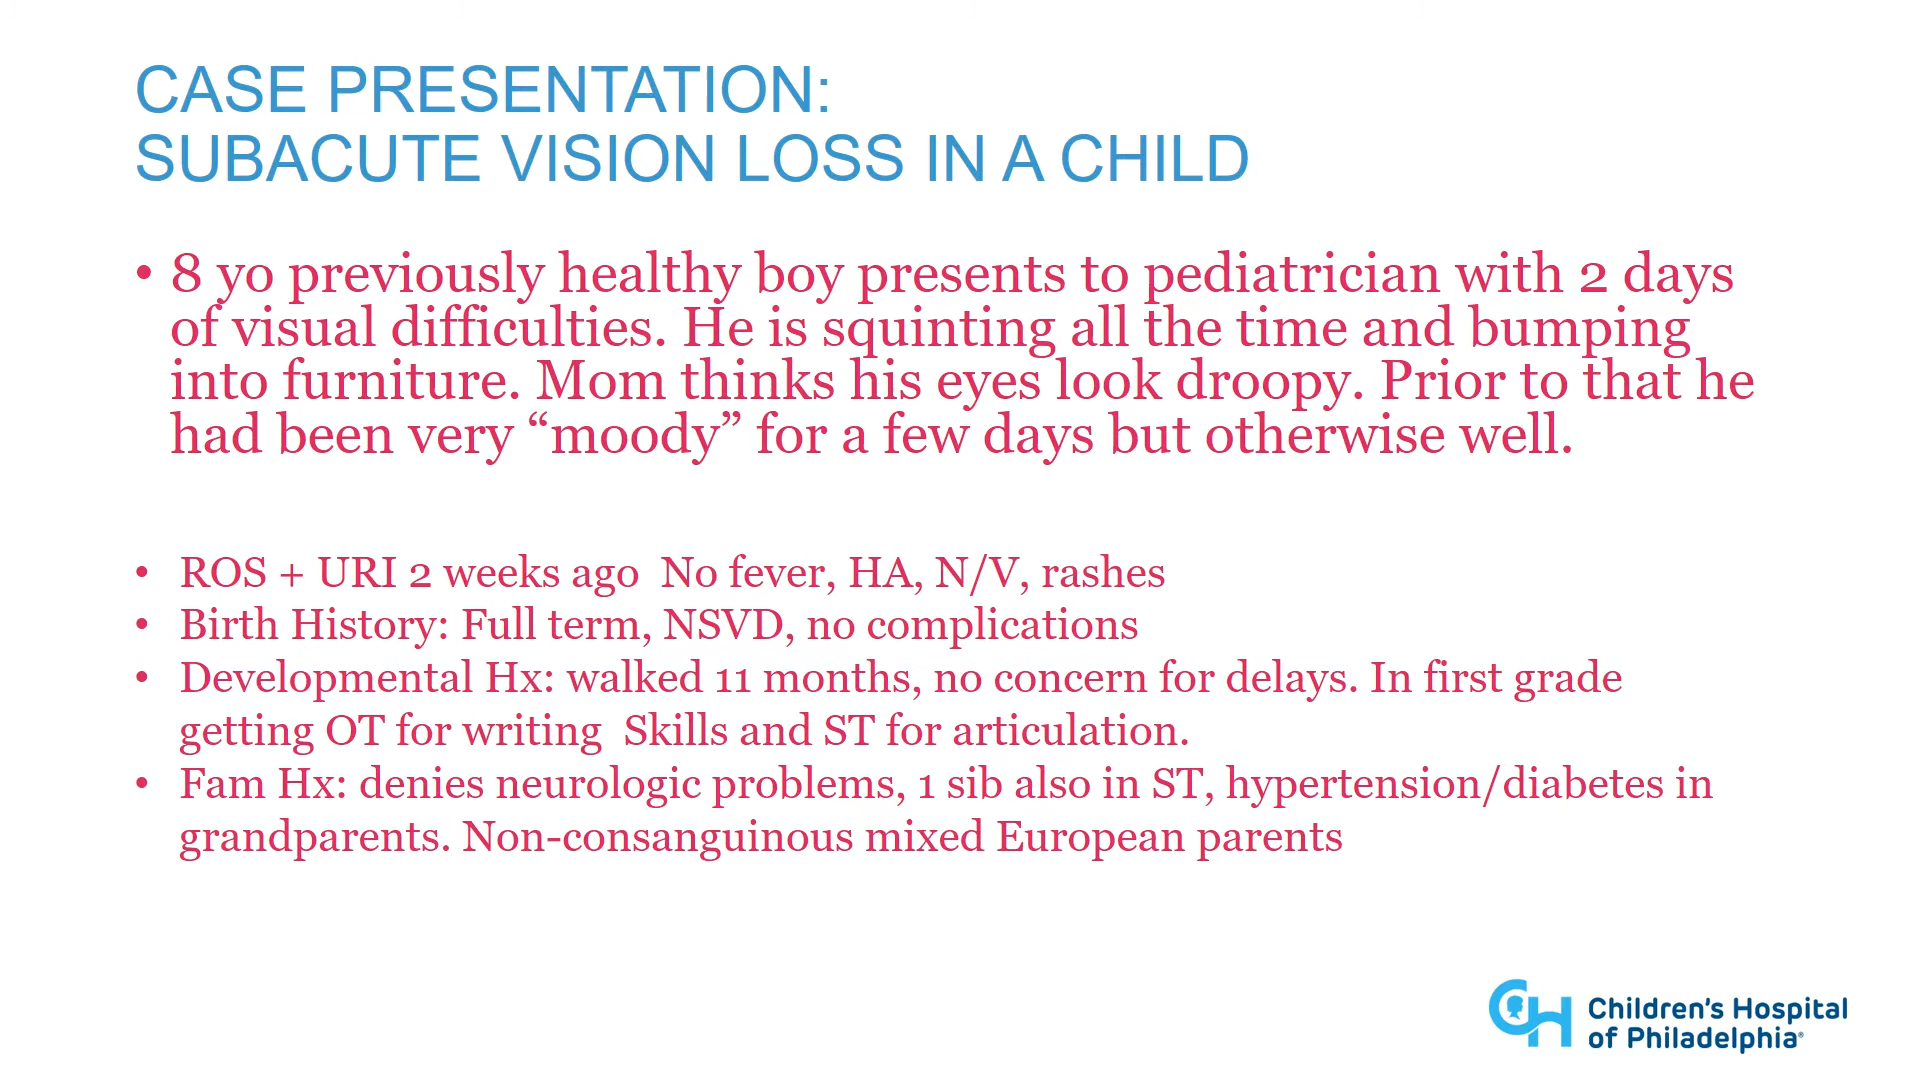 CASE PRESENTATION:
SUBACUTE VISION LOSS IN A CHILD
• 8 yo previously healthy boy presents to pediatrician with 2 days
of visual difficulties. He is squinting all the time and bumping
into furniture. Mom thinks his eyes look droopy. Prior to that he
had been very “moody” for a few days but otherwise well.
• ROS + URI 2 weeks ago  No fever, HA, N/V, rashes
• Birth History: Full term, NSVD, no complications
• Developmental Hx: walked 11 months, no concern for delays. In first grade
getting OT for writing  Skills and ST for articulation.
• Fam Hx: denies neurologic problems, 1 sib also in ST, hypertension/diabetes in
grandparents. Non-consanguinous mixed European parents
CH Children's Hospital
of Philadelphia®